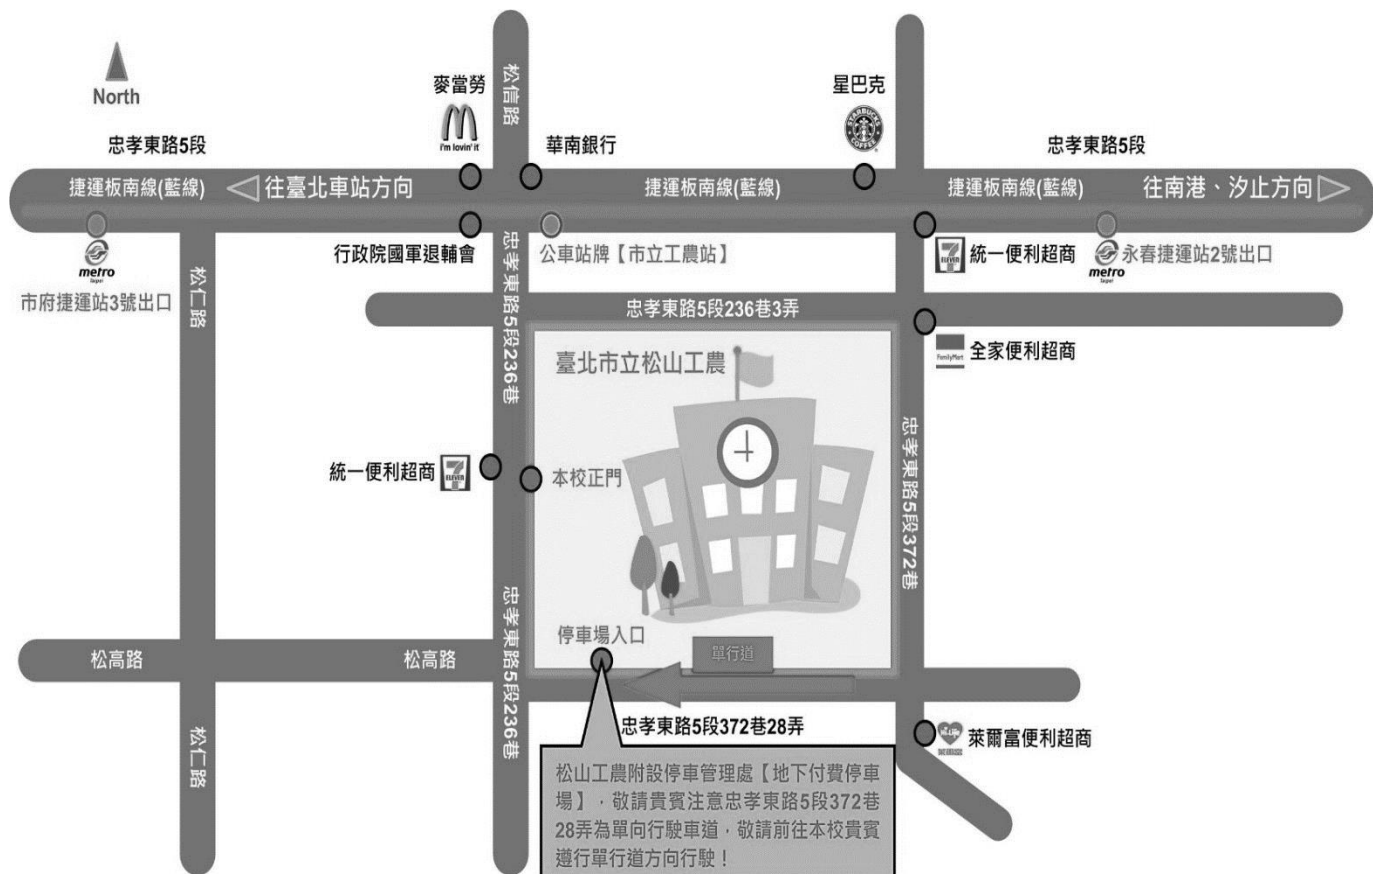 North
麥當勞
i'm lovin' it
松信路
華南銀行
星巴克
STARBUCKS COFFEE
忠孝東路5段
忠孝東路5段
捷運板南線(藍線)
往臺北車站方向
捷運板南線(藍線)
捷運板南線(藍線)
往南港、汐止方向
metro
市府捷運站3號出口
松仁路
行政院國軍退輔會
忠孝東路5段236巷
公車站牌【市立工農站】
7 ELEVEN
統一便利超商
metro
永春捷運站2號出口
忠孝東路5段236巷3弄
FamilyMart
全家便利超商
臺北市立松山工農
統一便利超商
7 ELEVEN
本校正門
忠孝東路5段372巷
停車場入口
單行道
松高路
松高路
忠孝東路5段236巷
松仁路
忠孝東路5段372巷28弄
Hi-Life
萊爾富便利超商
松山工農附設停車管理處【地下付費停車
場】，敬請貴賓注意忠孝東路5段372巷
28弄為單向行駛車道，敬請前往本校貴賓
遵行單行道方向行駛！